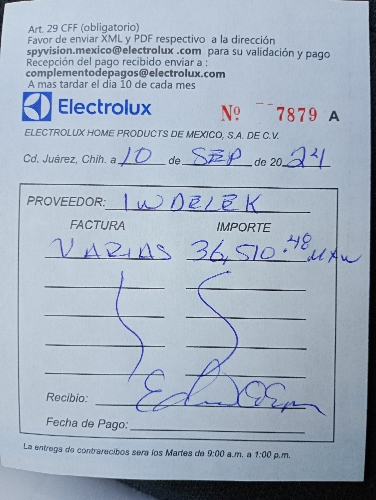 Art. 29 CFF (obligatorio)
Favor de enviar XML y PDF respectivo a la dirección
spyvision.mexico@electrolux .com para su validación y pago
Recepción del pago recibido enviar a :
complementodepagos@electrolux.com
A mas tardar el dia 10 de cada mes
Electrolux Nº 7879 A
ELECTROLUX HOME PRODUCTS DE MEXICO, S.A. DE C.V.
Cd. Juárez, Chih. a 10 de SEP de 2024
PROVEEDOR: INDELEK
FACTURA IMPORTE
VARIAS 36,510.48 MXN
Recibio:
Fecha de Pago:
La entrega de contrarecibos sera los Martes de 9:00 a.m. a 1:00 p.m.